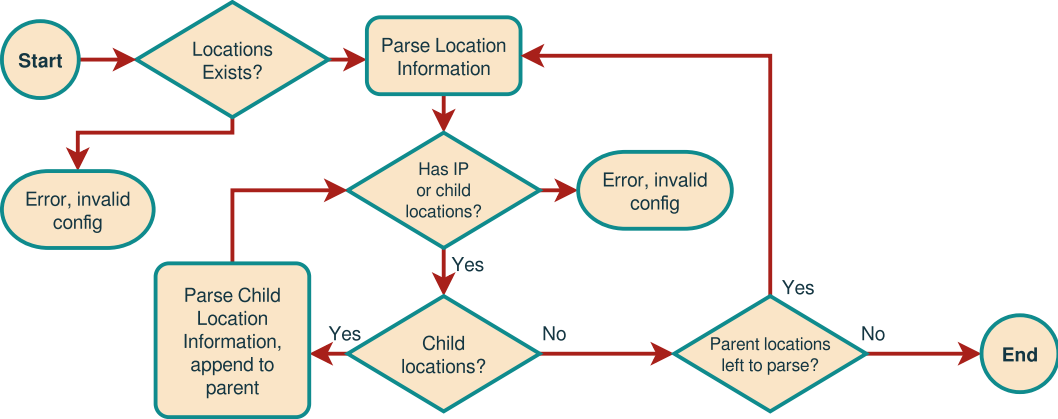 Start
Locations
Exists?
Parse Location
Information
Error, invalid
config
Has IP
or child
locations?
Error, invalid
config
Yes
Parse Child
Location
Information,
append to
parent
Yes
Child
locations?
No
Yes
Parent locations
left to parse?
No
End